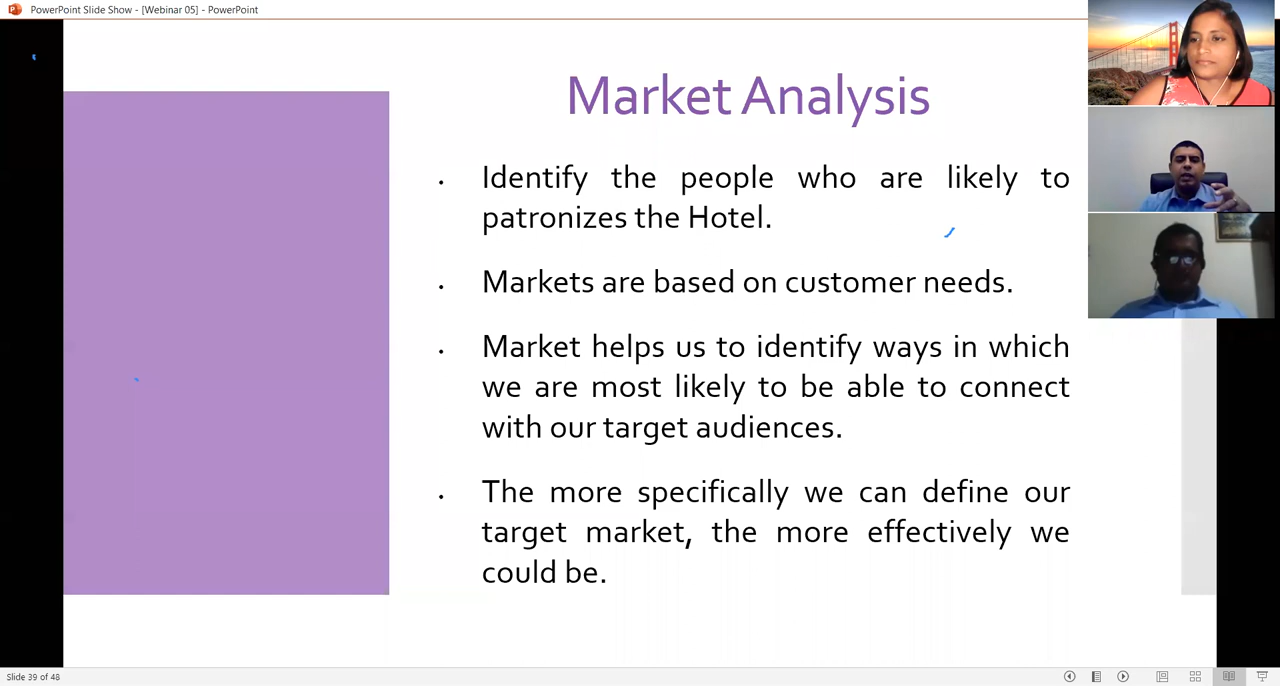 PowerPoint Slide Show - [Webinar 05] - PowerPoint
Market Analysis
• Identify the people who are likely to
patronizes the Hotel.
• Markets are based on customer needs.
• Market helps us to identify ways in which
we are most likely to be able to connect
with our target audiences.
• The more specifically we can define our
target market, the more effectively we
could be.
Slide 39 of 48